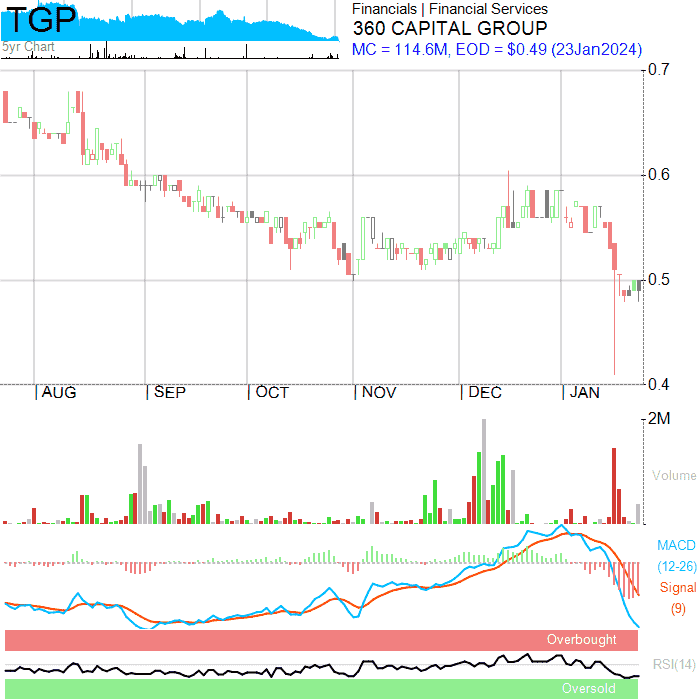 TGP
5yr Chart
Financials | Financial Services
360 CAPITAL GROUP
MC = 114.6M, EOD = $0.49 (23Jan2024)
0.7
0.6
0.5
0.4
|AUG |SEP |OCT |NOV |DEC |JAN
2M
Volume
MACD
(12-26)
Signal
(9)
Overbought
RSI(14)
Oversold